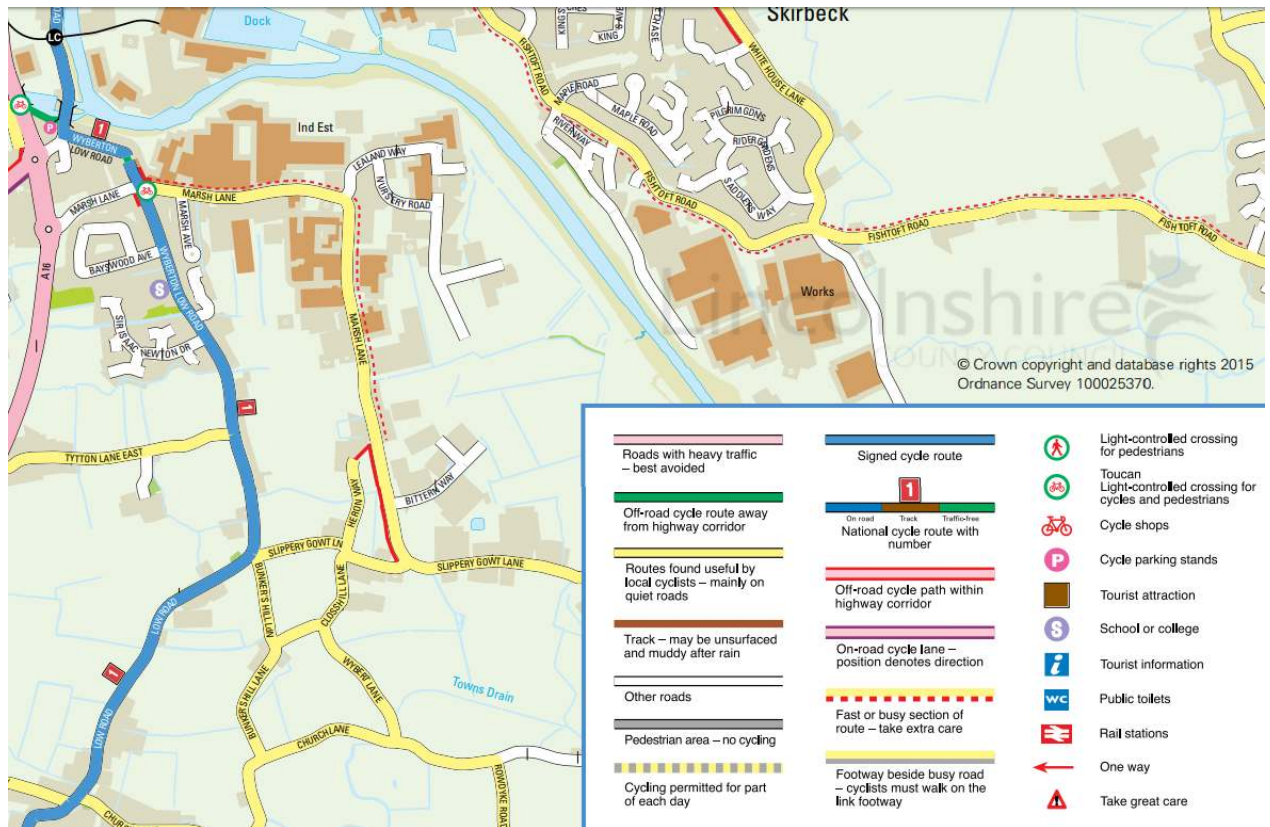 Dock
Skirbeck
ROAD
LC
KING'S AVE
FISHTOFT ROAD
WHITE HOUSE LANE
MAPLE ROAD
MAPLE ROAD
PILGRIM GDN'S
RIDER GARDENS
SADDLERS WAY
RIVERWAY
FISHTOFT ROAD
FISHTOFT ROAD
FISHTOFT ROAD
P
1
Ind Est
WYBERTON
LOW ROAD
LEALAND WAY
NURSERY ROAD
MARSH LANE
MARSH LANE
MARSH AVE
BAYSWOOD AVE
WYBERTON LOW ROAD
A16
S
SIR ISAAC
NEWTON DR
MARSH LANE
Works
Lincolnshire
COUNTY COUNCIL
© Crown copyright and database rights 2015
Ordnance Survey 100025370.
1
TYTTON LANE EAST
HERON WAY
BITTERN WAY
SLIPPERY GOWT LN
SLIPPERY GOWT LANE
BUNKER'S HILL LN
CLOSSHILL LANE
LOW ROAD
1
WYBERT LANE
BUNKER'S HILL LANE
Towns Drain
LOW ROAD
CHURCH LANE
ROWDYKE ROAD
Roads with heavy traffic
– best avoided
Off-road cycle route away
from highway corridor
Routes found useful by
local cyclists – mainly on
quiet roads
Track – may be unsurfaced
and muddy after rain
Other roads
Pedestrian area – no cycling
Cycling permitted for part
of each day
Signed cycle route
1
On road Track Traffic-free
National cycle route with
number
Off-road cycle path within
highway corridor
On-road cycle lane –
position denotes direction
Fast or busy section of
route – take extra care
Footway beside busy road
– cyclists must walk on the
link footway
Light-controlled crossing
for pedestrians
Toucan
Light-controlled crossing for
cycles and pedestrians
Cycle shops
P Cycle parking stands
Tourist attraction
S School or college
i Tourist information
WC Public toilets
Rail stations
One way
Take great care